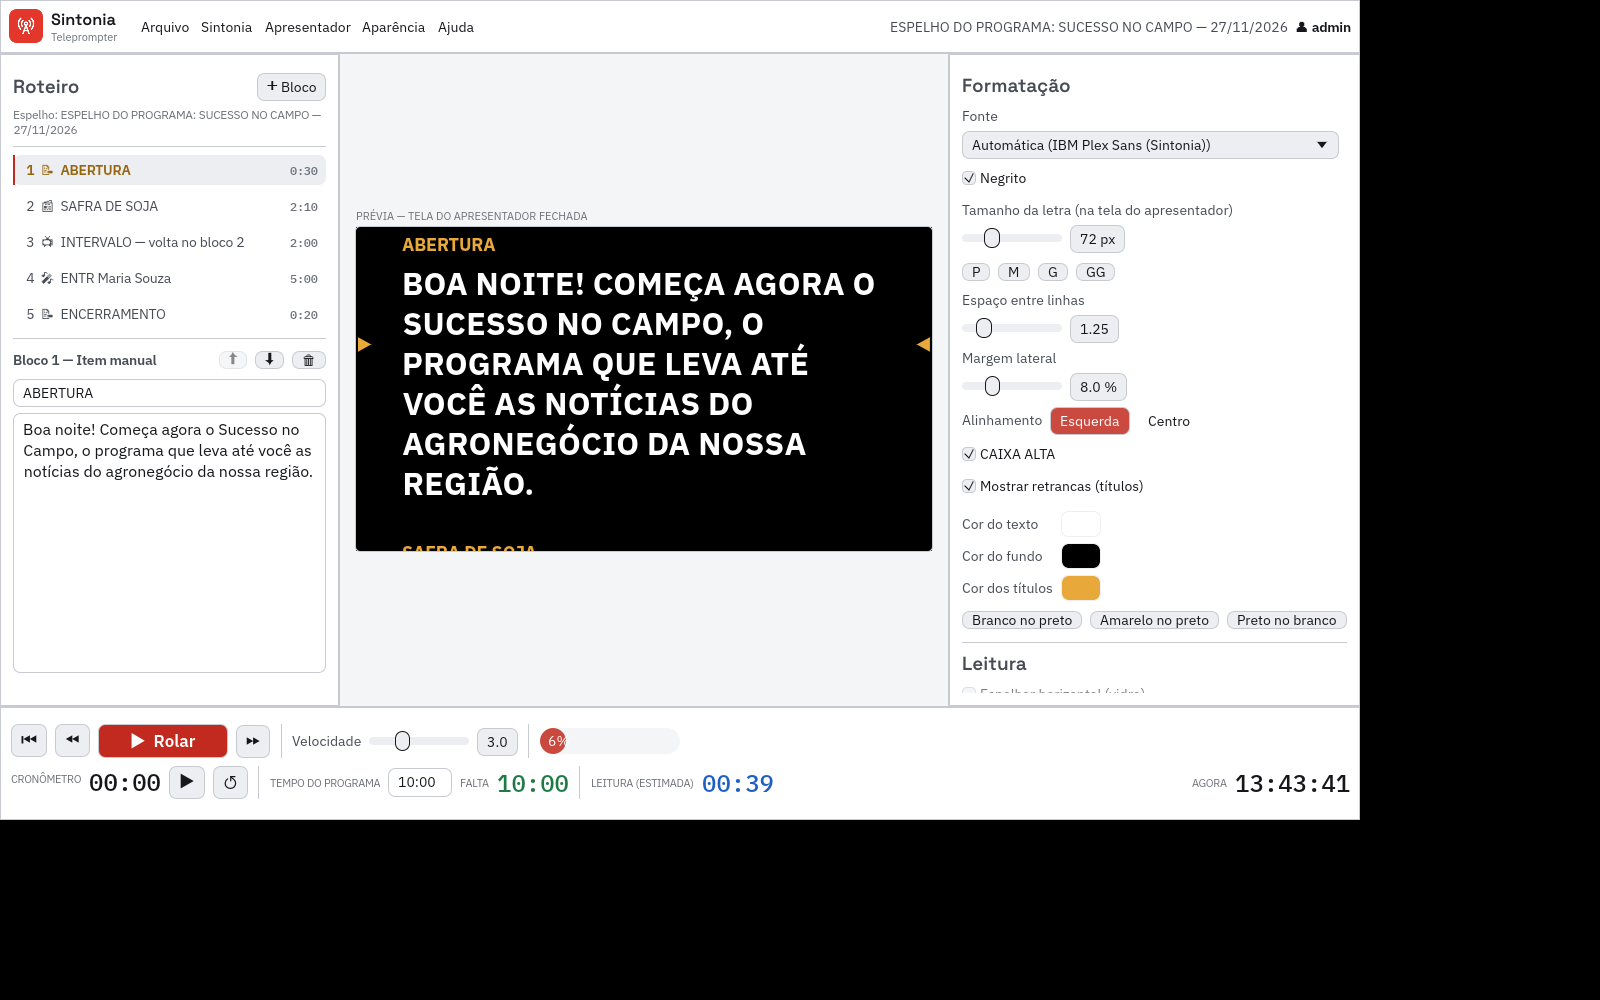 Sintonia
Teleprompter
Arquivo Sintonia Apresentador Aparência Ajuda
ESPELHO DO PROGRAMA: SUCESSO NO CAMPO — 27/11/2026 admin
Roteiro
+ Bloco
Espelho: ESPELHO DO PROGRAMA: SUCESSO NO CAMPO —
27/11/2026
1 ABERTURA 0:30
2 SAFRA DE SOJA 2:10
3 INTERVALO — volta no bloco 2 2:00
4 ENTR Maria Souza 5:00
5 ENCERRAMENTO 0:20
Bloco 1 — Item manual
ABERTURA
Boa noite! Começa agora o Sucesso no
Campo, o programa que leva até você as
notícias do agronegócio da nossa região.
PRÉVIA — TELA DO APRESENTADOR FECHADA
ABERTURA
BOA NOITE! COMEÇA AGORA O
SUCESSO NO CAMPO, O
PROGRAMA QUE LEVA ATÉ
VOCÊ AS NOTÍCIAS DO
AGRONEGÓCIO DA NOSSA
REGIÃO.
SAFRA DE SOJA
Formatação
Fonte
Automática (IBM Plex Sans (Sintonia))
Negrito
Tamanho da letra (na tela do apresentador)
72 px
P M G GG
Espaço entre linhas
1.25
Margem lateral
8.0 %
Alinhamento Esquerda Centro
CAIXA ALTA
Mostrar retrancas (títulos)
Cor do texto
Cor do fundo
Cor dos títulos
Branco no preto Amarelo no preto Preto no branco
Leitura
Espelhar horizontal (vidro)
Rolar
Velocidade 3.0
6%
CRONÔMETRO 00:00
TEMPO DO PROGRAMA 10:00 FALTA 10:00 LEITURA (ESTIMADA) 00:39
AGORA 13:43:41